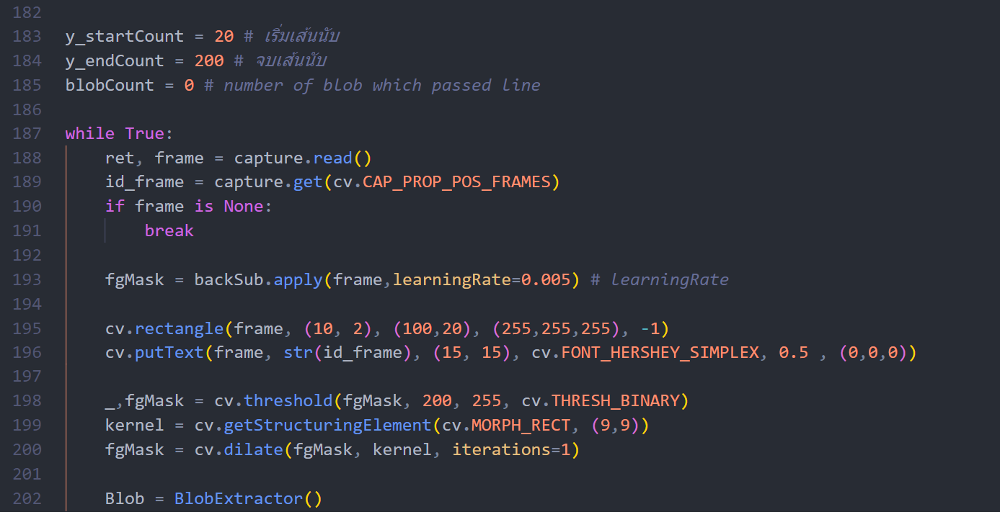 182
183 y_startCount = 20 # เริ่มเส้นนับ
184 y_endCount = 200 # จบเส้นนับ
185 blobCount = 0 # number of blob which passed line
186
187 while True:
188     ret, frame = capture.read()
189     id_frame = capture.get(cv.CAP_PROP_POS_FRAMES)
190     if frame is None:
191         break
192
193     fgMask = backSub.apply(frame,learningRate=0.005) # learningRate
194
195     cv.rectangle(frame, (10, 2), (100,20), (255,255,255), -1)
196     cv.putText(frame, str(id_frame), (15, 15), cv.FONT_HERSHEY_SIMPLEX, 0.5 , (0,0,0))
197
198     _,fgMask = cv.threshold(fgMask, 200, 255, cv.THRESH_BINARY)
199     kernel = cv.getStructuringElement(cv.MORPH_RECT, (9,9))
200     fgMask = cv.dilate(fgMask, kernel, iterations=1)
201
202     Blob = BlobExtractor()